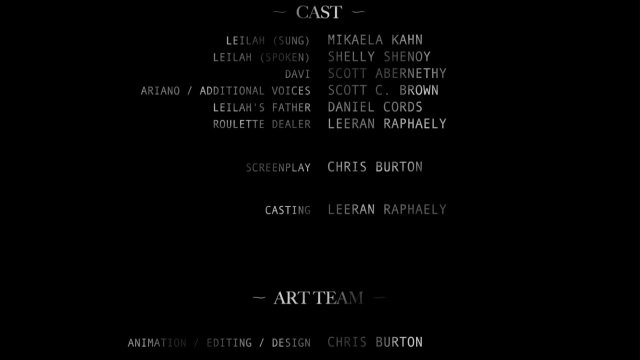 ~ CAST ~
LEILAH (SUNG) MIKAELA KAHN
LEILAH (SPOKEN) SHELLY SHENOY
DAVI SCOTT ABERNETHY
ARIANO / ADDITIONAL VOICES SCOTT C. BROWN
LEILAH'S FATHER DANIEL CORDS
ROULETTE DEALER LEERAN RAPHAELY
SCREENPLAY CHRIS BURTON
CASTING LEERAN RAPHAELY
~ ART TEAM ~
ANIMATION / EDITING / DESIGN CHRIS BURTON